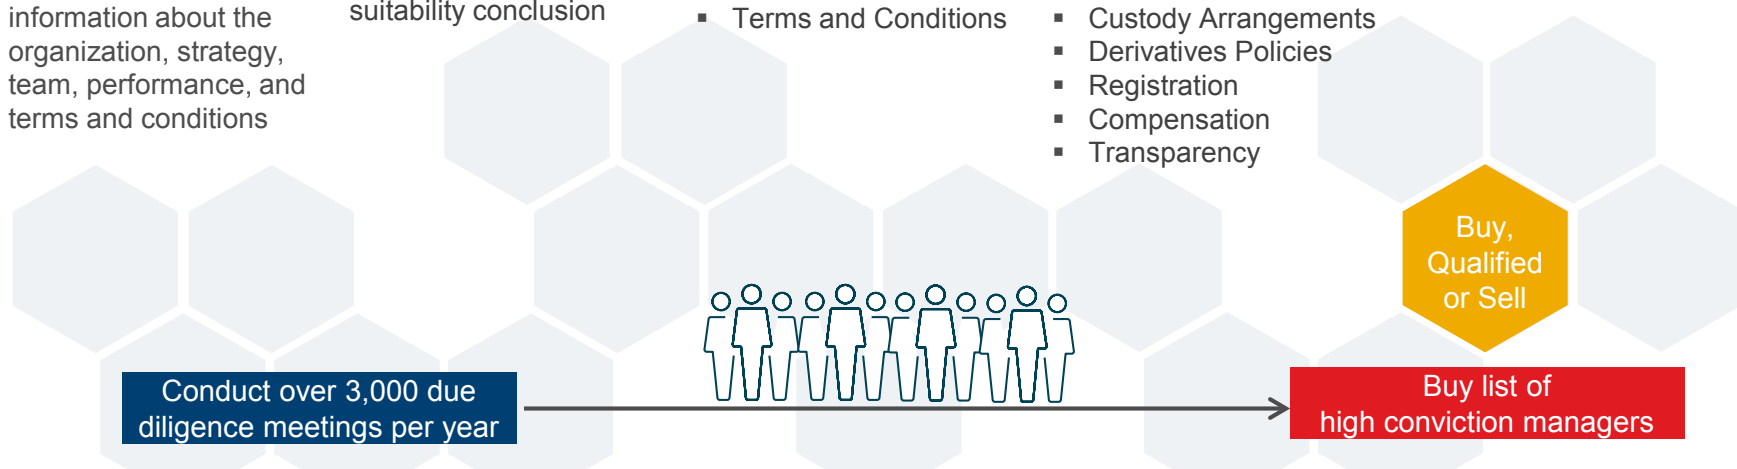 information about the
organization, strategy,
team, performance, and
terms and conditions
suitability conclusion
▪ Terms and Conditions
▪ Custody Arrangements
▪ Derivatives Policies
▪ Registration
▪ Compensation
▪ Transparency
Buy,
Qualified
or Sell
Conduct over 3,000 due
diligence meetings per year
Buy list of
high conviction managers